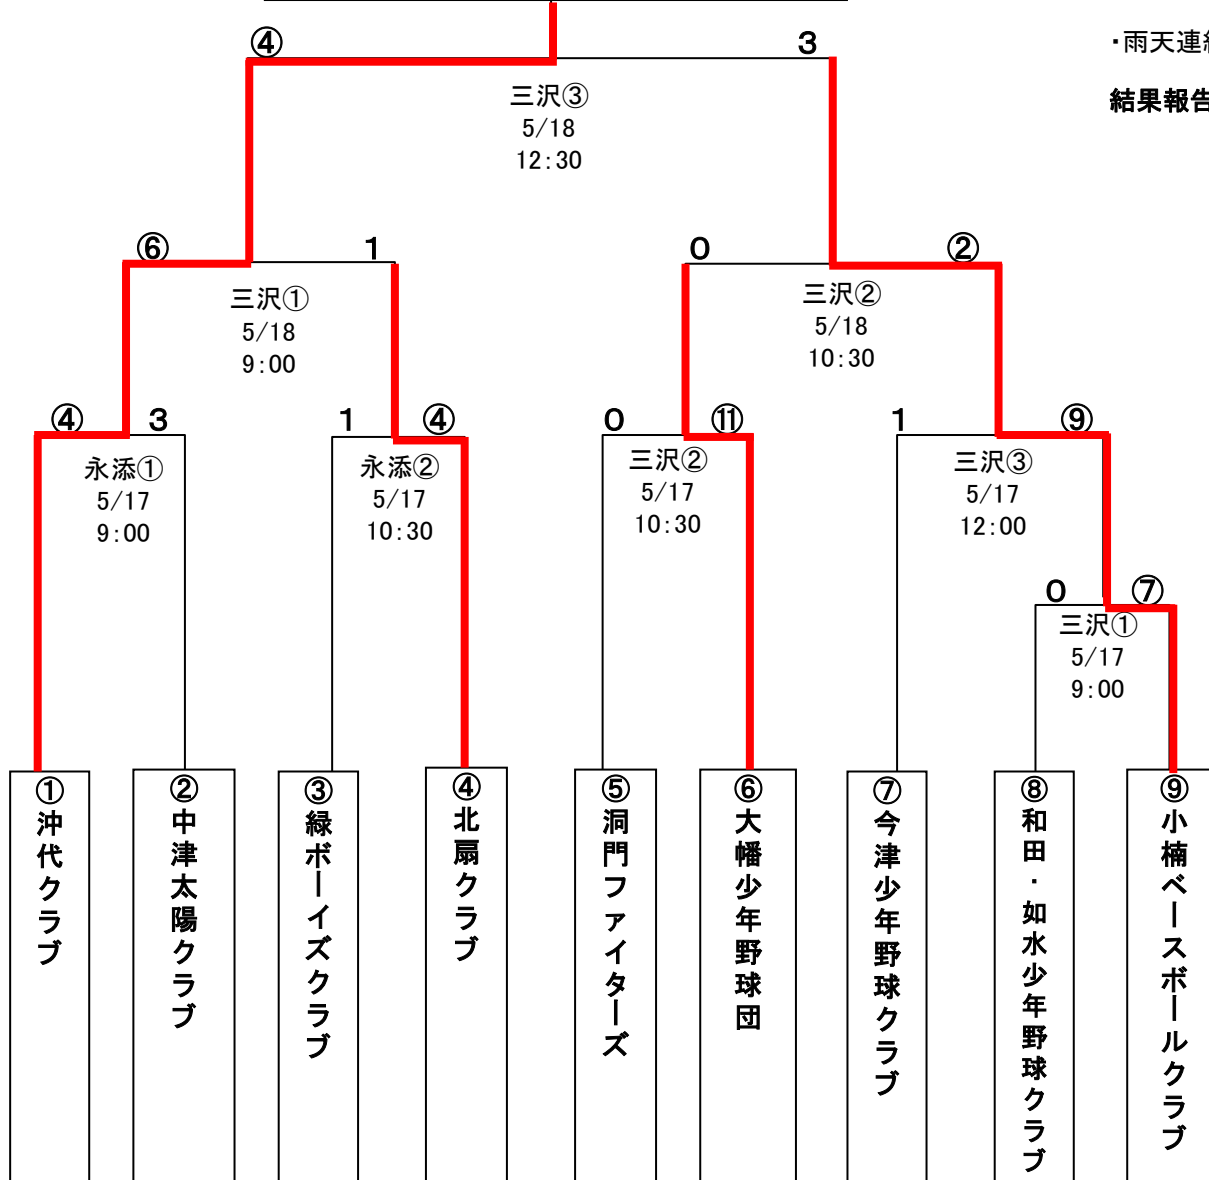 ・雨天連
結果報告
④ 3
三沢③
5/18
12:30
⑥ 1
三沢①
5/18
9:00
0 ②
三沢②
5/18
10:30
④ 3
永添①
5/17
9:00
1 ④
永添②
5/17
10:30
0 ⑪
三沢②
5/17
10:30
1 ⑨
三沢③
5/17
12:00
0 ⑦
三沢①
5/17
9:00
①沖代クラブ
②中津太陽クラブ
③緑ボーイズクラブ
④北扇クラブ
⑤洞門ファイターズ
⑥大幡少年野球団
⑦今津少年野球クラブ
⑧和田・如水少年野球クラブ
⑨小楠ベースボールクラブ